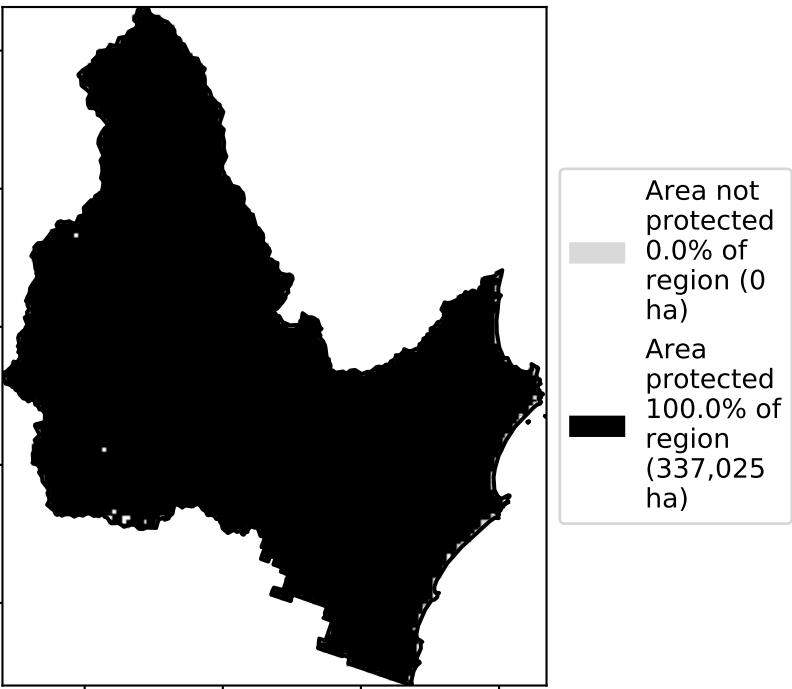 Area not
protected
0.0% of
region (0
ha)
Area
protected
100.0% of
region
(337,025
ha)